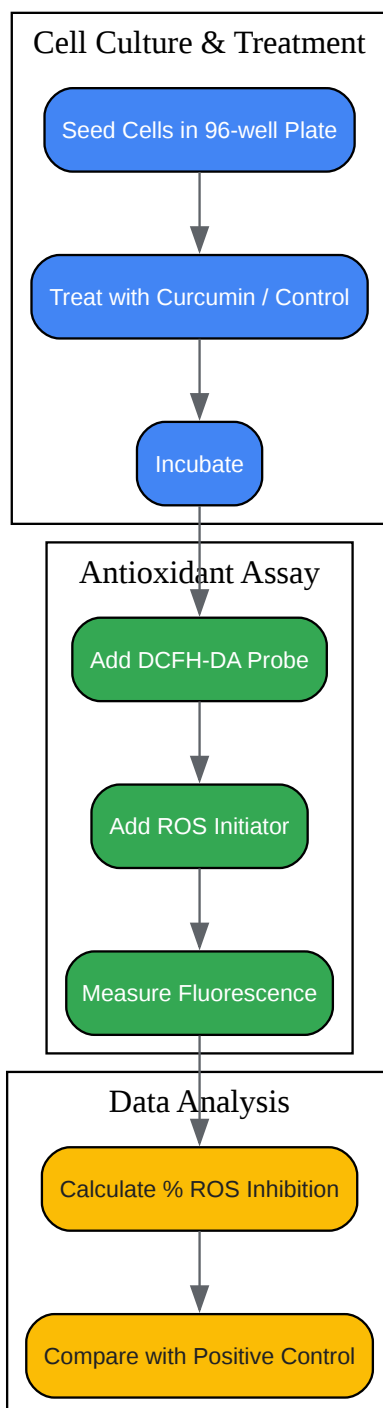 Cell Culture & Treatment
Seed Cells in 96-well Plate
Treat with Curcumin / Control
Incubate
Antioxidant Assay
Add DCFH-DA Probe
Add ROS Initiator
Measure Fluorescence
Data Analysis
Calculate % ROS Inhibition
Compare with Positive Control